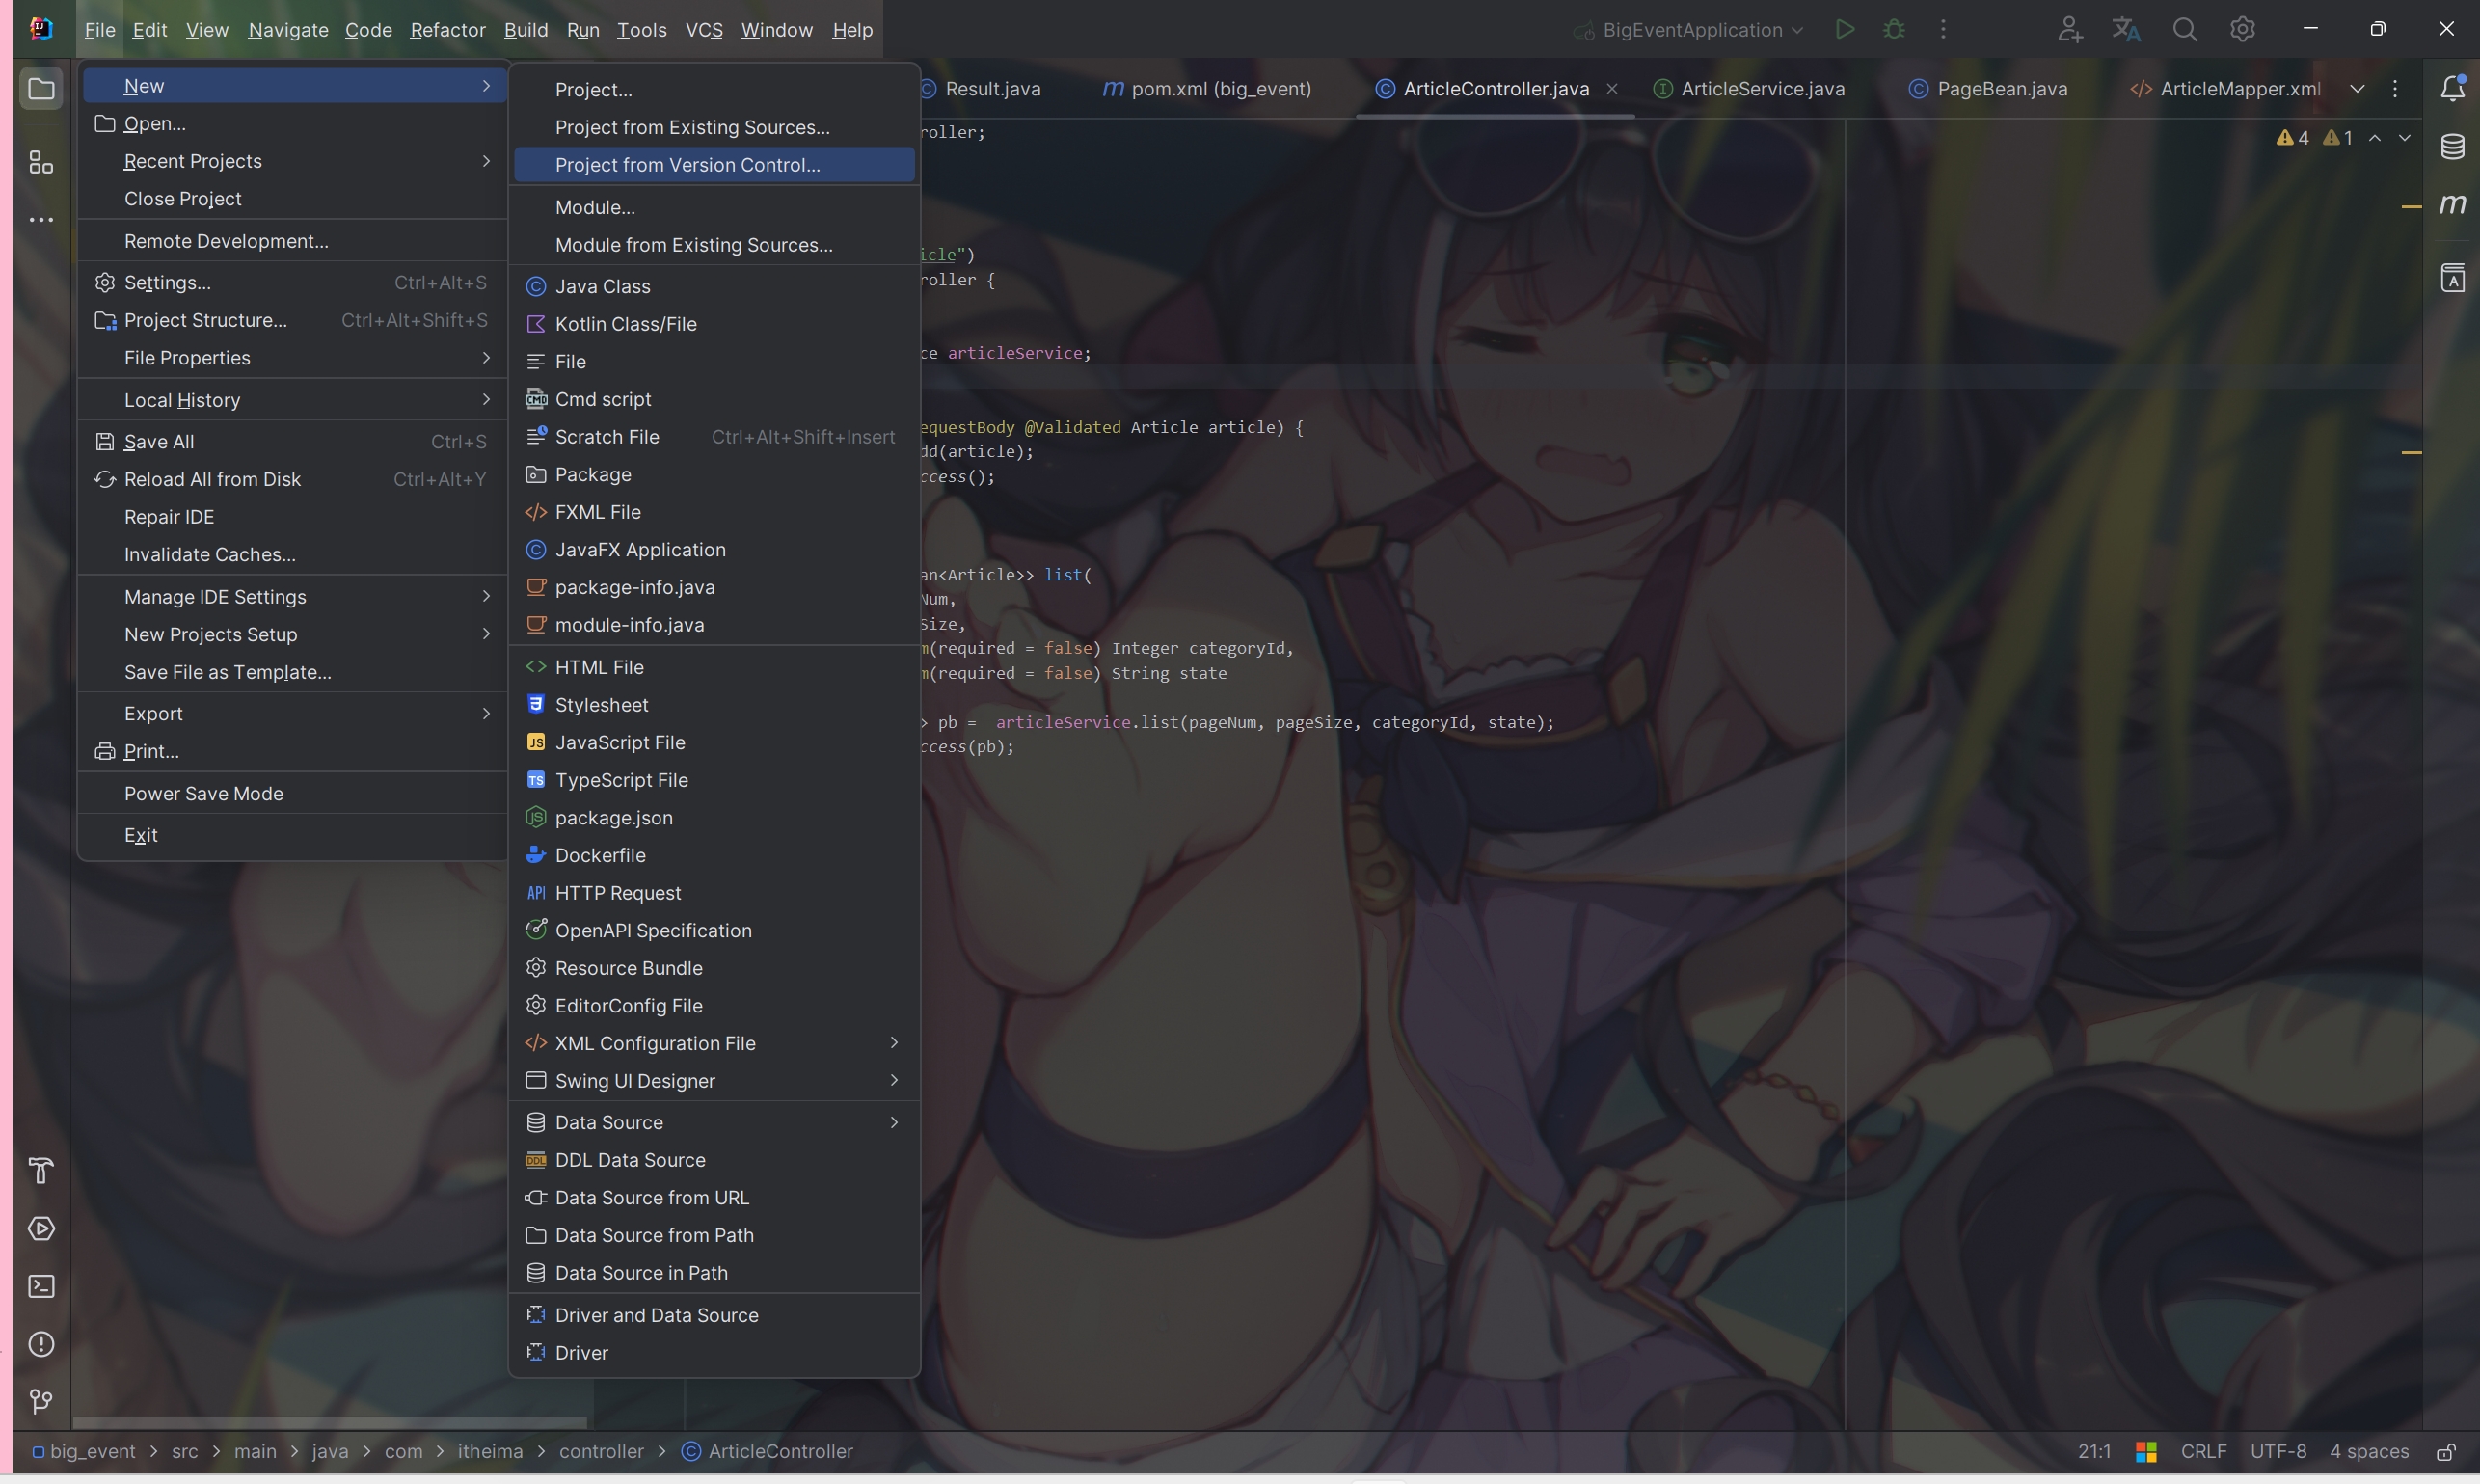 File Edit View Navigate Code Refactor Build Run Tools VCS Window Help
BigEventApplication
New
Open...
Recent Projects
Close Project
Remote Development...
Settings... Ctrl+Alt+S
Project Structure... Ctrl+Alt+Shift+S
File Properties
Local History
Save All Ctrl+S
Reload All from Disk Ctrl+Alt+Y
Repair IDE
Invalidate Caches...
Manage IDE Settings
New Projects Setup
Save File as Template...
Export
Print...
Power Save Mode
Exit
Project...
Project from Existing Sources...
Project from Version Control...
Module...
Module from Existing Sources...
Java Class
Kotlin Class/File
File
Cmd script
Scratch File Ctrl+Alt+Shift+Insert
Package
FXML File
JavaFX Application
package-info.java
module-info.java
HTML File
Stylesheet
JavaScript File
TypeScript File
package.json
Dockerfile
HTTP Request
OpenAPI Specification
Resource Bundle
EditorConfig File
XML Configuration File
Swing UI Designer
Data Source
DDL Data Source
Data Source from URL
Data Source from Path
Data Source in Path
Driver and Data Source
Driver
Result.java pom.xml (big_event) ArticleController.java ArticleService.java PageBean.java ArticleMapper.xml
4 1
roller;
icle")
roller {
ce articleService;
equestBody @Validated Article article) {
dd(article);
ccess();
an<Article>> list(
Num,
Size,
m(required = false) Integer categoryId,
m(required = false) String state
> pb = articleService.list(pageNum, pageSize, categoryId, state);
ccess(pb);
big_event > src > main > java > com > itheima > controller > ArticleController
21:1 CRLF UTF-8 4 spaces